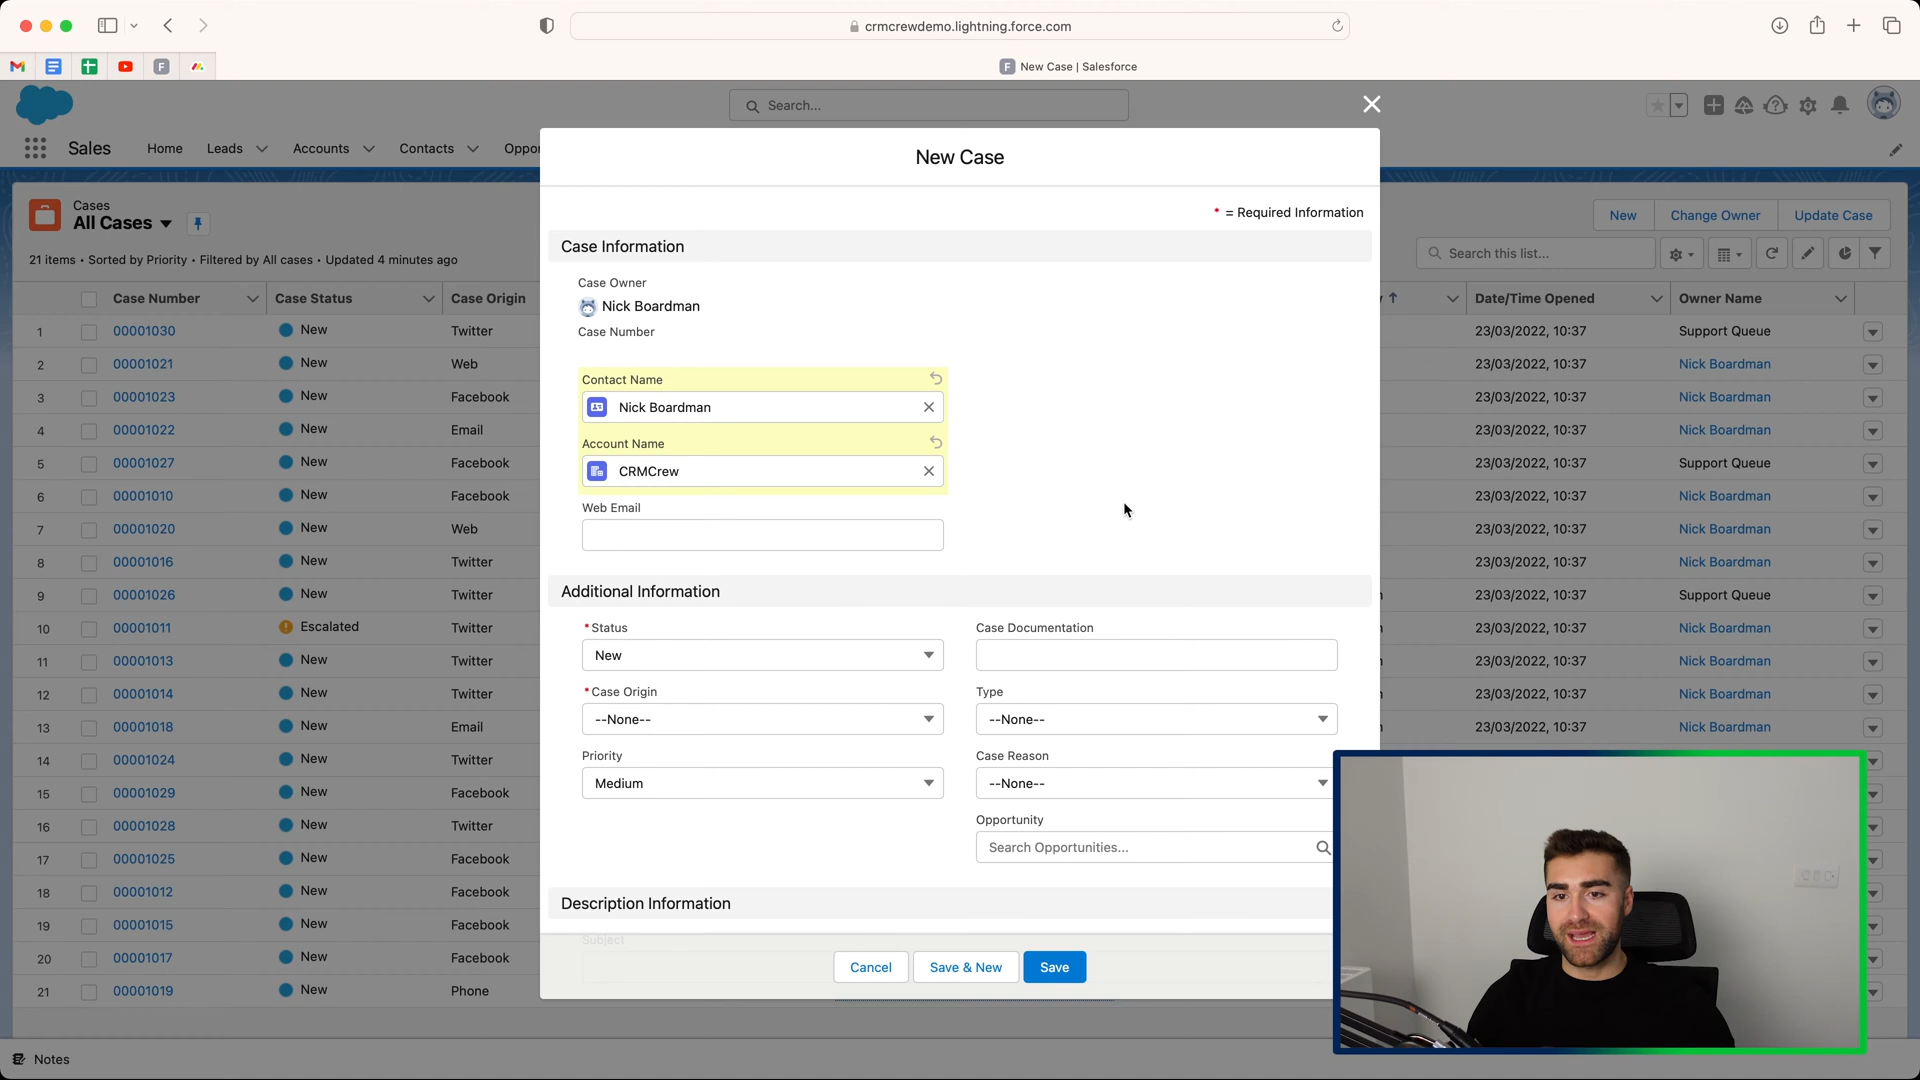 crmcrewdemo.lightning.force.com
New Case | Salesforce
Search...
Sales Home Leads Accounts Contacts
New Case
* = Required Information
Cases
All Cases
21 items • Sorted by Priority • Filtered by All cases • Updated 4 minutes ago
New Change Owner Update Case
Search this list...
Case Number Case Status Case Origin Date/Time Opened Owner Name
1 00001030 New Twitter 23/03/2022, 10:37 Support Queue
2 00001021 New Web 23/03/2022, 10:37 Nick Boardman
3 00001023 New Facebook 23/03/2022, 10:37 Nick Boardman
4 00001022 New Email 23/03/2022, 10:37 Nick Boardman
5 00001027 New Facebook 23/03/2022, 10:37 Support Queue
6 00001010 New Facebook 23/03/2022, 10:37 Nick Boardman
7 00001020 New Web 23/03/2022, 10:37 Nick Boardman
8 00001016 New Twitter 23/03/2022, 10:37 Nick Boardman
9 00001026 New Twitter 23/03/2022, 10:37 Support Queue
10 00001011 Escalated Twitter 23/03/2022, 10:37 Nick Boardman
11 00001013 New Twitter 23/03/2022, 10:37 Nick Boardman
12 00001014 New Twitter 23/03/2022, 10:37 Nick Boardman
13 00001018 New Email 23/03/2022, 10:37 Nick Boardman
14 00001024 New Twitter
15 00001029 New Facebook
16 00001028 New Twitter
17 00001025 New Facebook
18 00001012 New Facebook
19 00001015 New Facebook
20 00001017 New Facebook
21 00001019 New Phone
Case Information
Case Owner
Nick Boardman
Case Number
Contact Name
Nick Boardman
Account Name
CRMCrew
Web Email
Additional Information
*Status
New
Case Documentation
*Case Origin
--None--
Type
--None--
Priority
Medium
Case Reason
--None--
Opportunity
Search Opportunities...
Description Information
Subject
Cancel Save & New Save
Notes